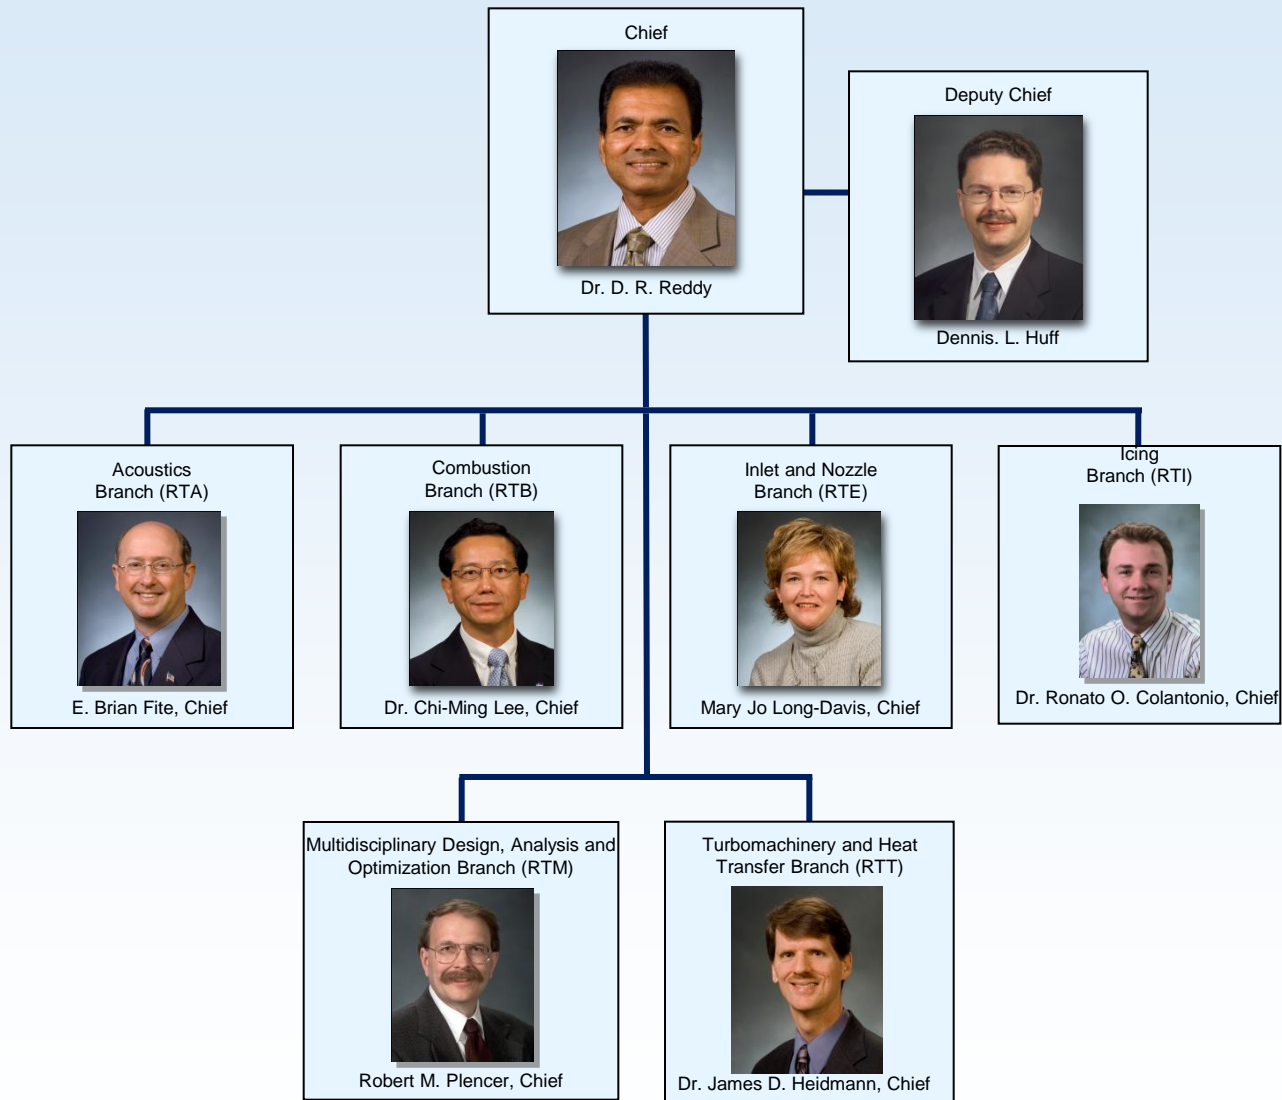 Chief
Dr. D. R. Reddy
Deputy Chief
Dennis. L. Huff
Acoustics
Branch (RTA)
E. Brian Fite, Chief
Combustion
Branch (RTB)
Dr. Chi-Ming Lee, Chief
Inlet and Nozzle
Branch (RTE)
Mary Jo Long-Davis, Chief
Icing
Branch (RTI)
Dr. Ronato O. Colantonio, Chief
Multidisciplinary Design, Analysis and
Optimization Branch (RTM)
Robert M. Plencer, Chief
Turbomachinery and Heat
Transfer Branch (RTT)
Dr. James D. Heidmann, Chief